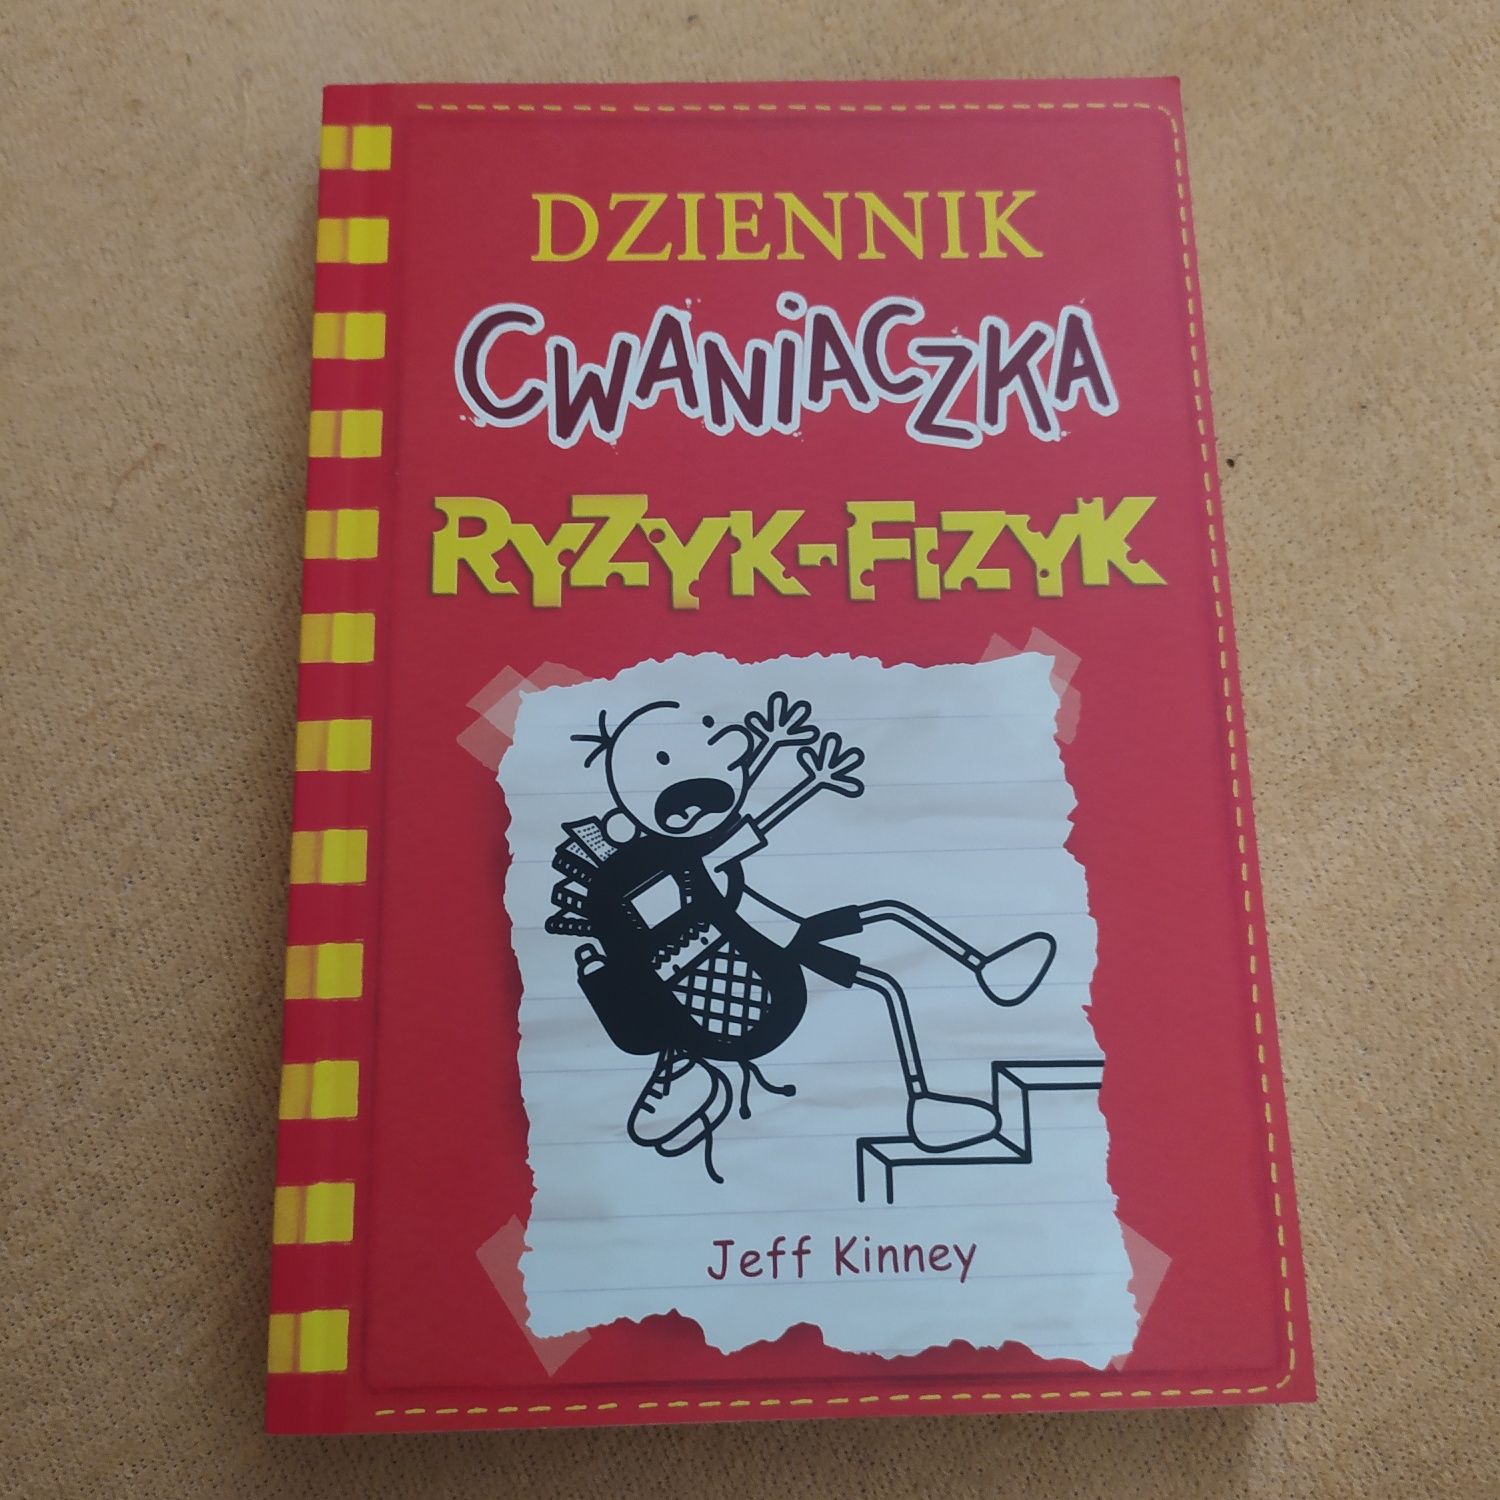 DZIENNIK
CWANiACZKA
RYZYK-FIZYK
Jeff Kinney